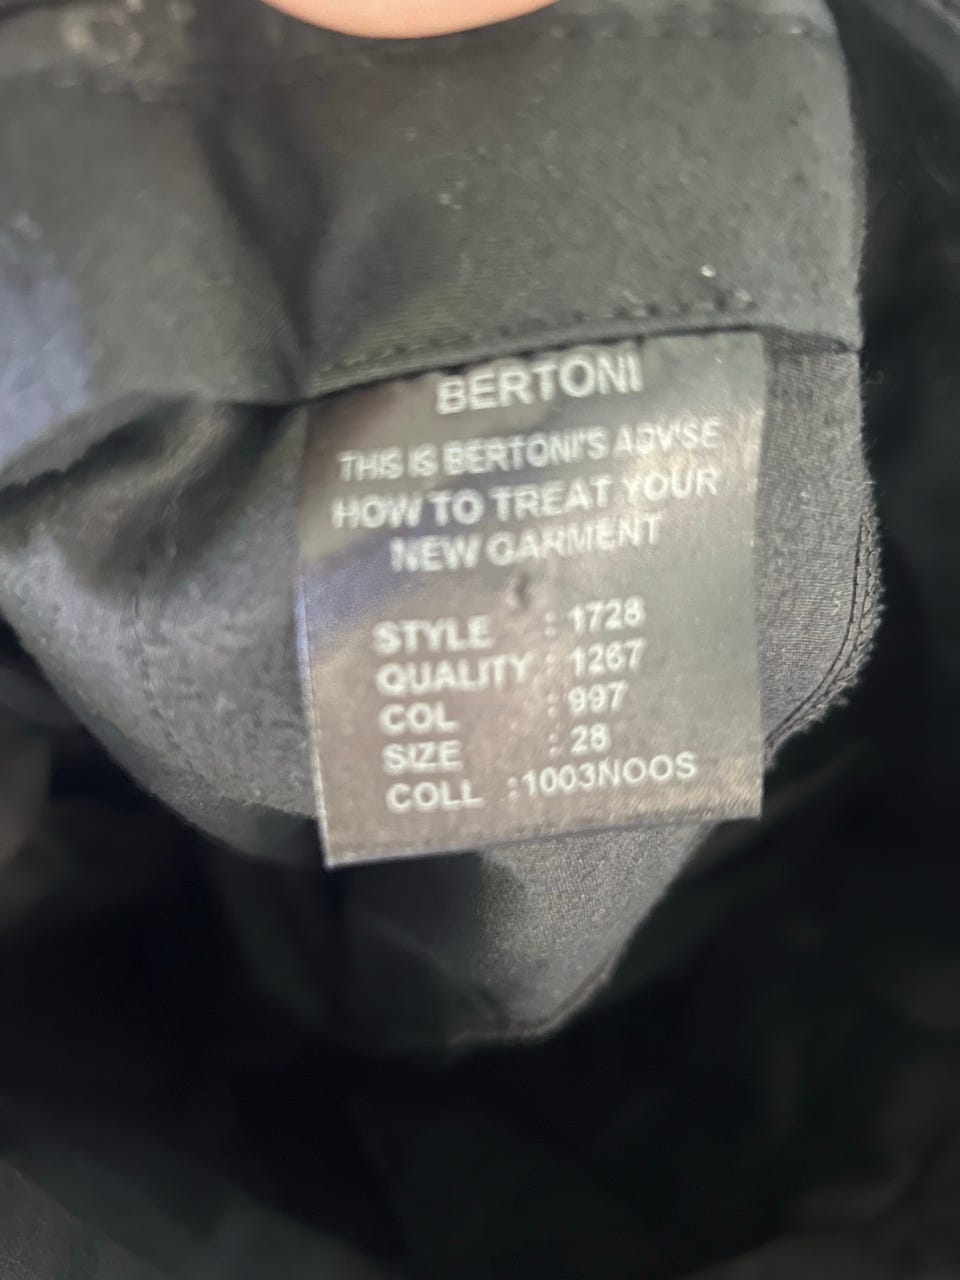 BERTONI
THIS IS BERTONI'S ADVISE
HOW TO TREAT YOUR
NEW GARMENT
STYLE : 1728
QUALITY : 1267
COL : 997
SIZE : 28
COLL :1003NOOS